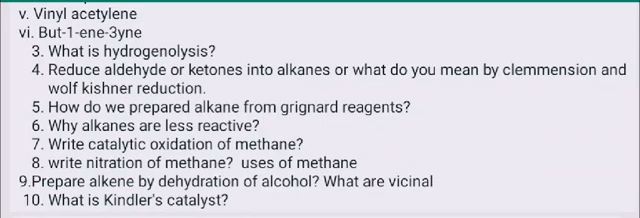 v. Vinyl acetylene
vi. But-1-ene-3yne
3. What is hydrogenolysis?
4. Reduce aldehyde or ketones into alkanes or what do you mean by clemmension and
wolf kishner reduction.
5. How do we prepared alkane from grignard reagents?
6. Why alkanes are less reactive?
7. Write catalytic oxidation of methane?
8. write nitration of methane? uses of methane
9.Prepare alkene by dehydration of alcohol? What are vicinal
10. What is Kindler's catalyst?